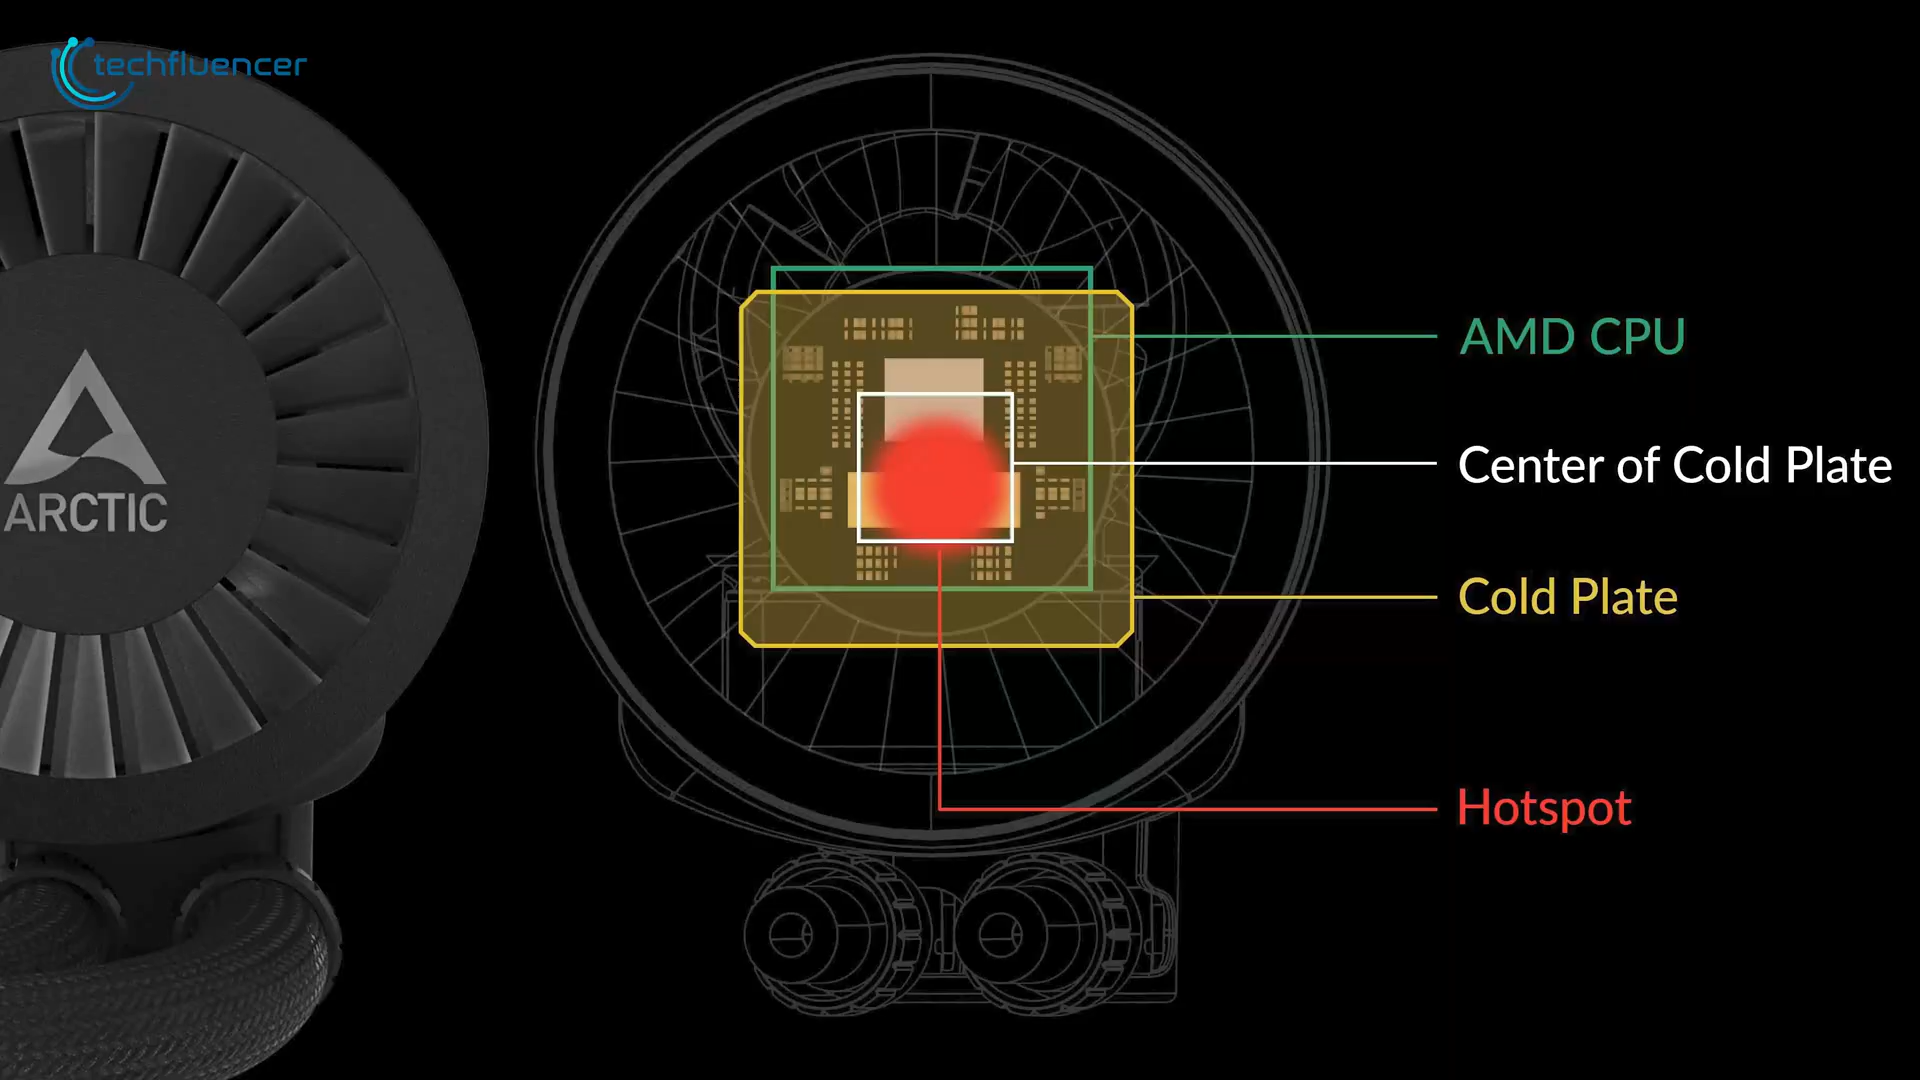 techfluencer
ARCTIC
AMD CPU
Center of Cold Plate
Cold Plate
Hotspot